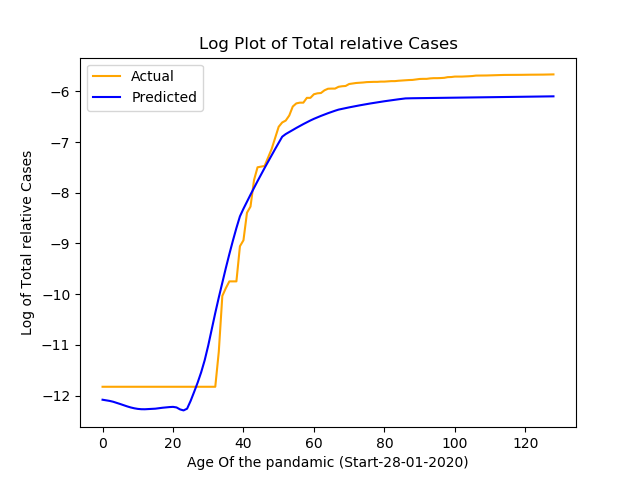 Log Plot of Total relative Cases
Actual
Predicted
Log of Total relative Cases
−6
−7
−8
−9
−10
−11
−12
0 20 40 60 80 100 120
Age Of the pandamic (Start-28-01-2020)